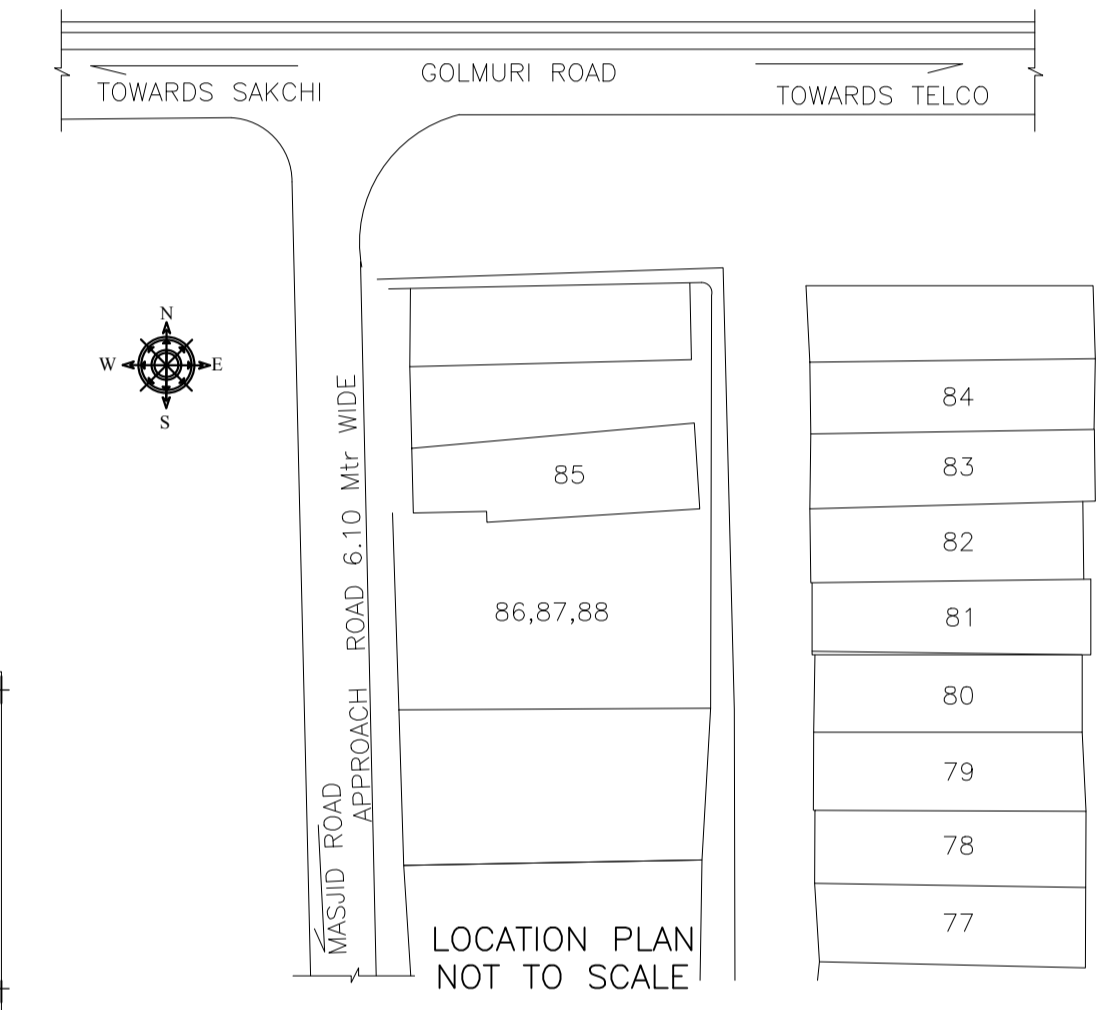 GOLMURI ROAD
TOWARDS SAKCHI
TOWARDS TELCO
N
W
E
S
APPROACH ROAD 6.10 Mtr WIDE
MASJID ROAD
85
86,87,88
84
83
82
81
80
79
78
77
LOCATION PLAN
NOT TO SCALE